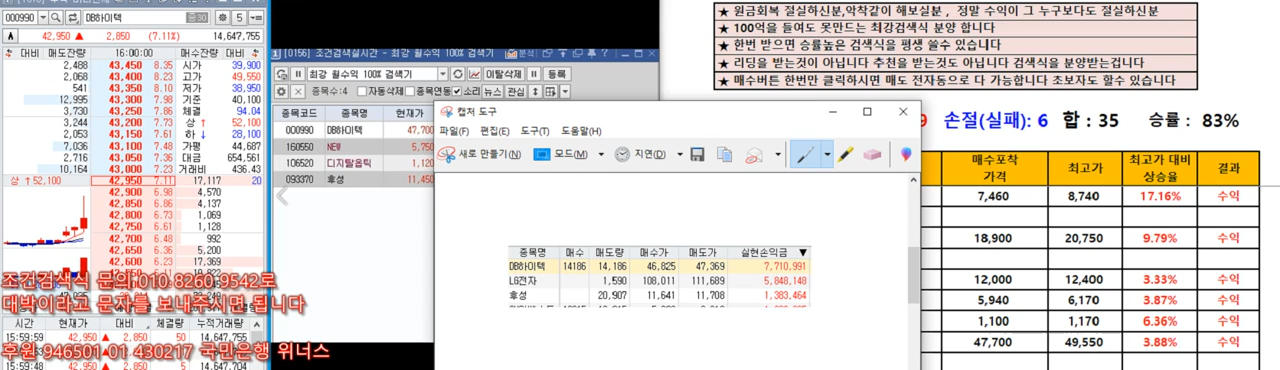 000990 DB하이텍 증30 5
42,950 ▲ 2,850 (7.11%) 14,647,755
대비 매도잔량 16:00:00 매수잔량 대비
2,488 43,450 8.35 시가 39,900
2,068 43,400 8.23 고가 49,550
541 43,350 8.10 저가 38,950
12,995 43,300 7.98 기준 40,100
3,730 43,250 7.86 체결 94.04
3,244 43,200 7.73 상 ↑ 52,100
2,053 43,150 7.61 하 ↓ 28,100
7,036 43,100 7.48 가평 44,687
2,716 43,050 7.36 대금 654,561
10,164 43,000 7.23 거래비 436.43
상 ↑ 52,100 42,950 7.11 17,117 20
42,900 6.98 4,570
42,850 6.86 4,137
42,800 6.73 1,069
42,750 6.61 1,128
42,700 6.48 992
42,650 6.36 5,200
42,600 6.23 17,369
조건검색식 문의 010 8260 9542로
대박이라고 문자를 보내주시면 됩니다
시간 현재가 대비 체결량 누적거래량
15:59:59 42,950 ▲ 2,850 50 14,647,755
후원 946501 01 430217 국민은행 위너스
15:59:48 42,950 ▲ 2,850 5 14,647,704
[0156] 조건검색실시간 - 최강 월수익 100% 검색기 분석
최강 월수익 100% 검색기 이탈삭제 등록
종목수:4 자동삭제 종목연동 소리 뉴스 관심
종목코드 종목명 현재가
000990 DB하이텍 47,700
160550 NEW 5,750
106520 디지탈옵틱 1,120
093370 후성 11,450
캡처 도구
파일(F) 편집(E) 도구(T) 도움말(H)
새로 만들기(N) 모드(M) 지연(D)
종목명 매수 매도량 매수가 매도가 실현손익금 ▼
DB하이텍 14186 14,186 46,825 47,369 7,710,991
LG전자 1,590 108,011 111,689 5,848,148
후성 20,907 11,641 11,708 1,383,464
★ 원금회복 절실하신분,악착같이 해보실분 , 정말 수익이 그 누구보다도 절실하신분
★ 100억을 들여도 못만드는 최강검색식 분양 합니다
★ 한번 받으면 승률높은 검색식을 평생 쓸수 있습니다
★ 리딩을 받는것이 아닙니다 추천을 받는것도 아닙니다 검색식을 분양받는겁니다
★ 매수버튼 한번만 클릭하시면 매도 전자동으로 다 가능합니다 초보자도 할수 있습니다
9 손절(실패): 6 합 : 35 승률 : 83%
매수포착 가격 최고가 최고가 대비 상승율 결과
7,460 8,740 17.16% 수익
18,900 20,750 9.79% 수익
12,000 12,400 3.33% 수익
5,940 6,170 3.87% 수익
1,100 1,170 6.36% 수익
47,700 49,550 3.88% 수익